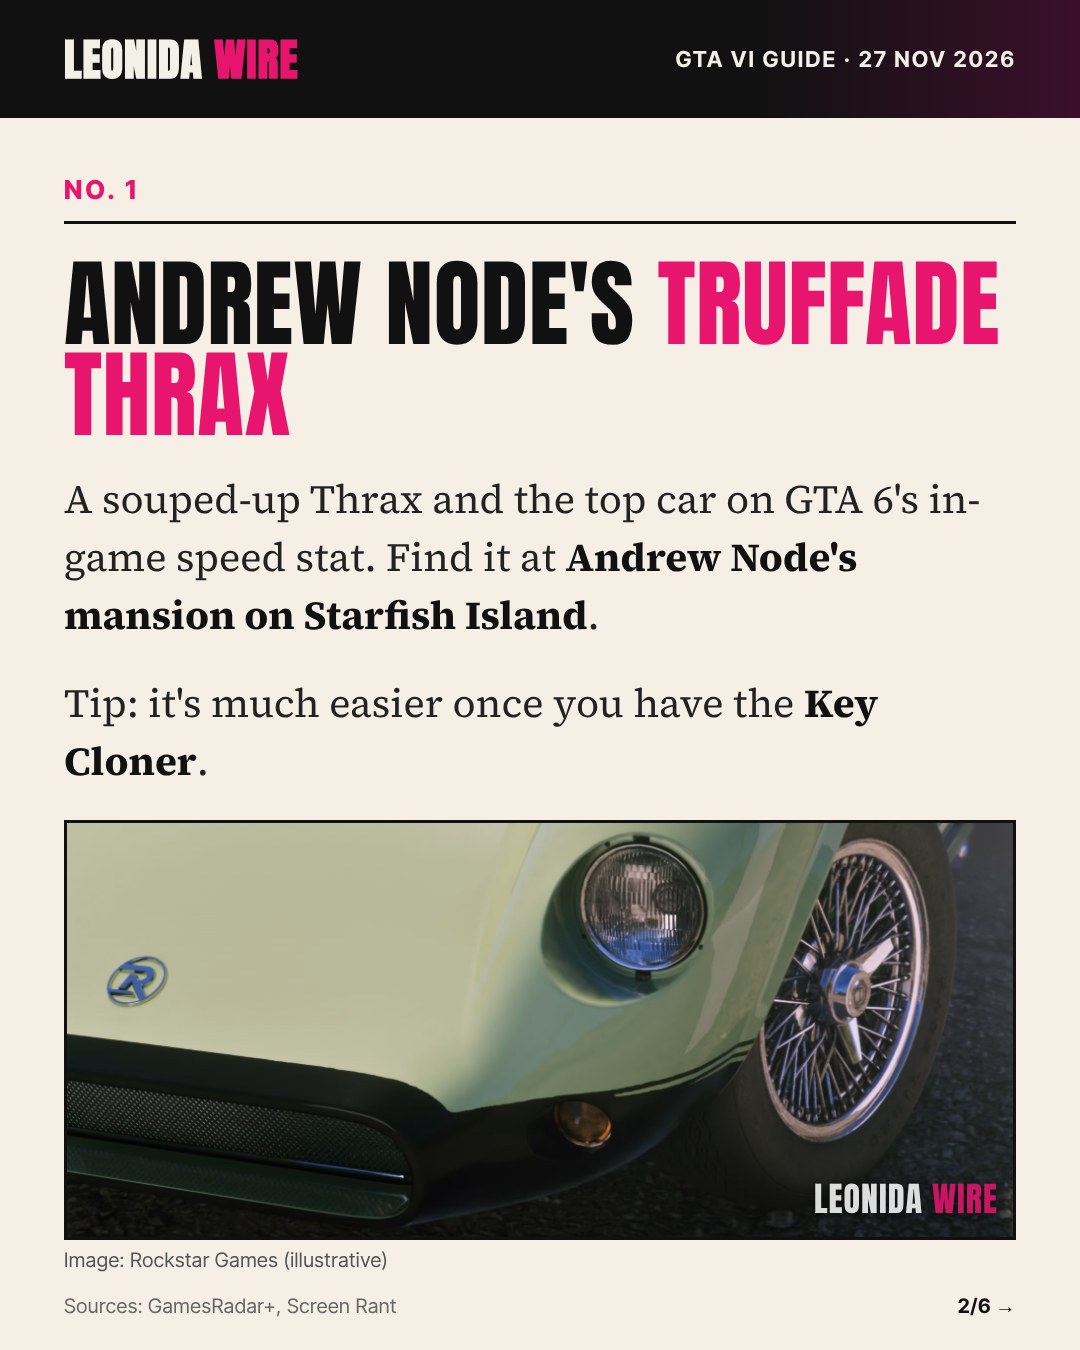 LEONIDA WIRE
GTA VI GUIDE · 27 NOV 2026
NO. 1
ANDREW NODE'S TRUFFADE
THRAX
A souped-up Thrax and the top car on GTA 6's in-
game speed stat. Find it at Andrew Node's
mansion on Starfish Island.
Tip: it's much easier once you have the Key
Cloner.
R
LEONIDA WIRE
Image: Rockstar Games (illustrative)
Sources: GamesRadar+, Screen Rant
2/6 →